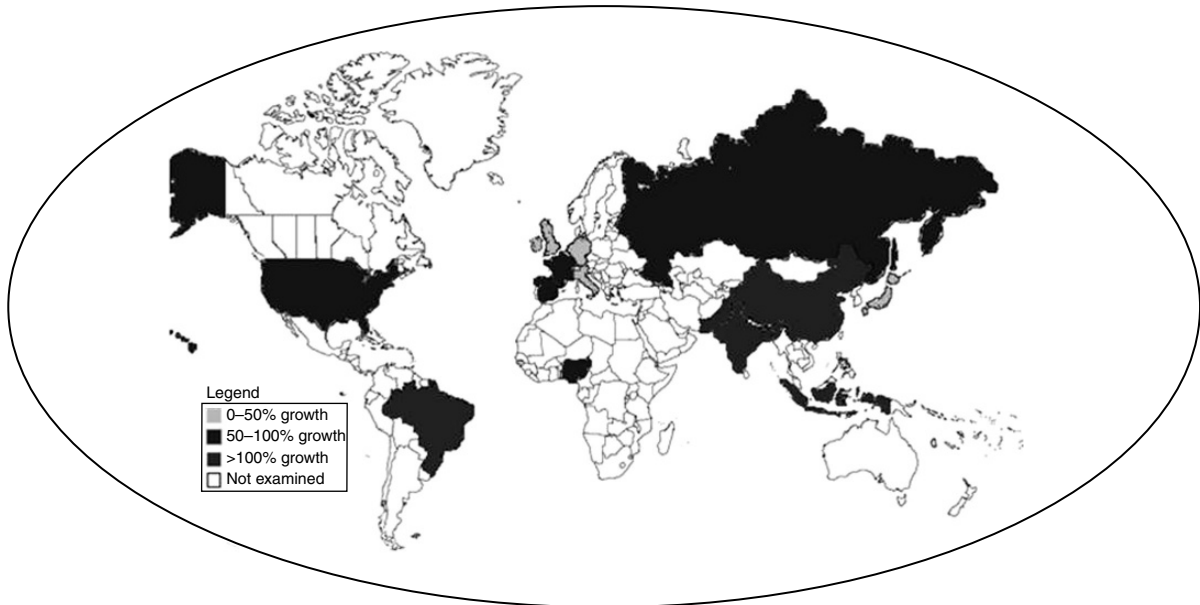 Legend
0–50% growth
50–100% growth
>100% growth
Not examined